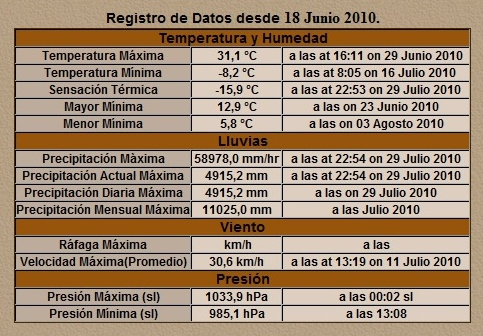 Registro de Datos desde 18 Junio 2010.
Temperatura y Humedad
Temperatura Máxima 31,1 °C a las at 16:11 on 29 Junio 2010
Temperatura Mínima -8,2 °C a las at 8:05 on 16 Julio 2010
Sensación Térmica -15,9 °C a las at 22:53 on 29 Julio 2010
Mayor Mínima 12,9 °C a las on 23 Junio 2010
Menor Mínima 5,8 °C a las on 03 Agosto 2010
Lluvias
Precipitación Màxima 58978,0 mm/hr a las at 22:54 on 29 Julio 2010
Precipitación Actual Máxima 4915,2 mm a las at 22:54 on 29 Julio 2010
Precipitación Diaria Máxima 4915,2 mm a las on 29 Julio 2010
Precipitación Mensual Máxima 11025,0 mm a las Julio 2010
Viento
Ráfaga Máxima km/h a las
Velocidad Máxima(Promedio) 30,6 km/h a las at 13:19 on 11 Julio 2010
Presión
Presión Máxima (sl) 1033,9 hPa a las 00:02 sl
Presión Mínima (sl) 985,1 hPa a las 13:08